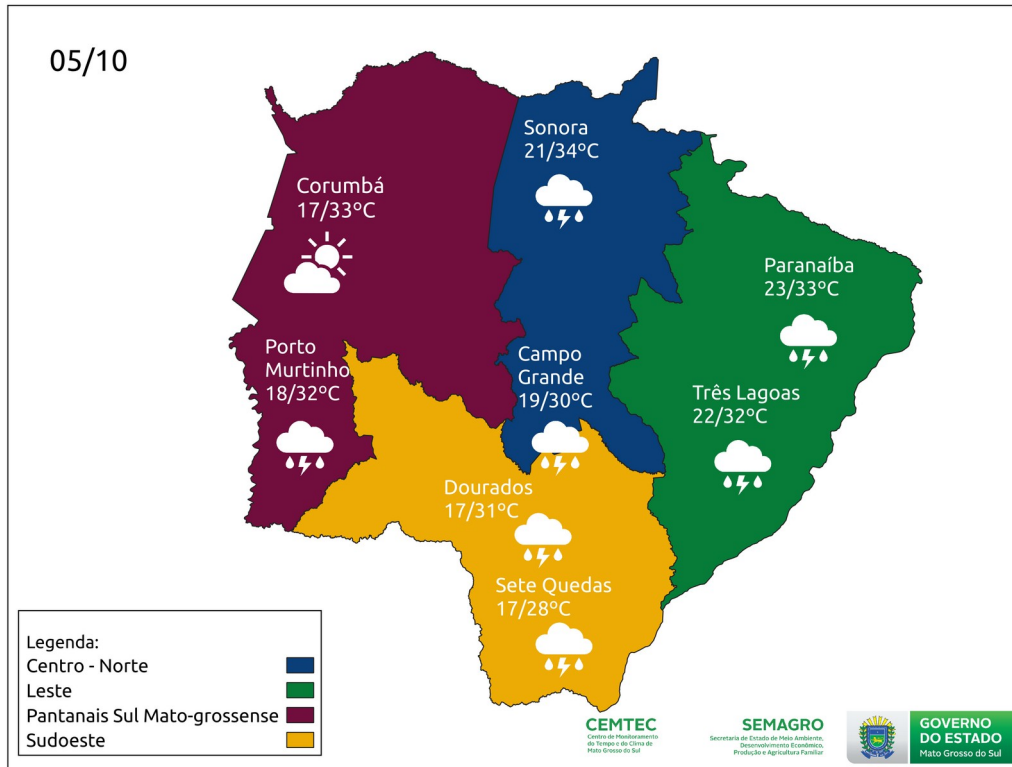 05/10
Sonora
21/34ºC
Corumbá
17/33ºC
Paranaíba
23/33ºC
Porto
Murtinho
18/32ºC
Campo
Grande
19/30ºC
Três Lagoas
22/32ºC
Dourados
17/31ºC
Sete Quedas
17/28ºC
Legenda:
Centro - Norte
Leste
Pantanais Sul Mato-grossense
Sudoeste
CEMTEC
Centro de Monitoramento
do Tempo e do Clima de
Mato Grosso do Sul
SEMAGRO
Secretaria de Estado de Meio Ambiente,
Desenvolvimento Econômico,
Produção e Agricultura Familiar
GOVERNO
DO ESTADO
Mato Grosso do Sul